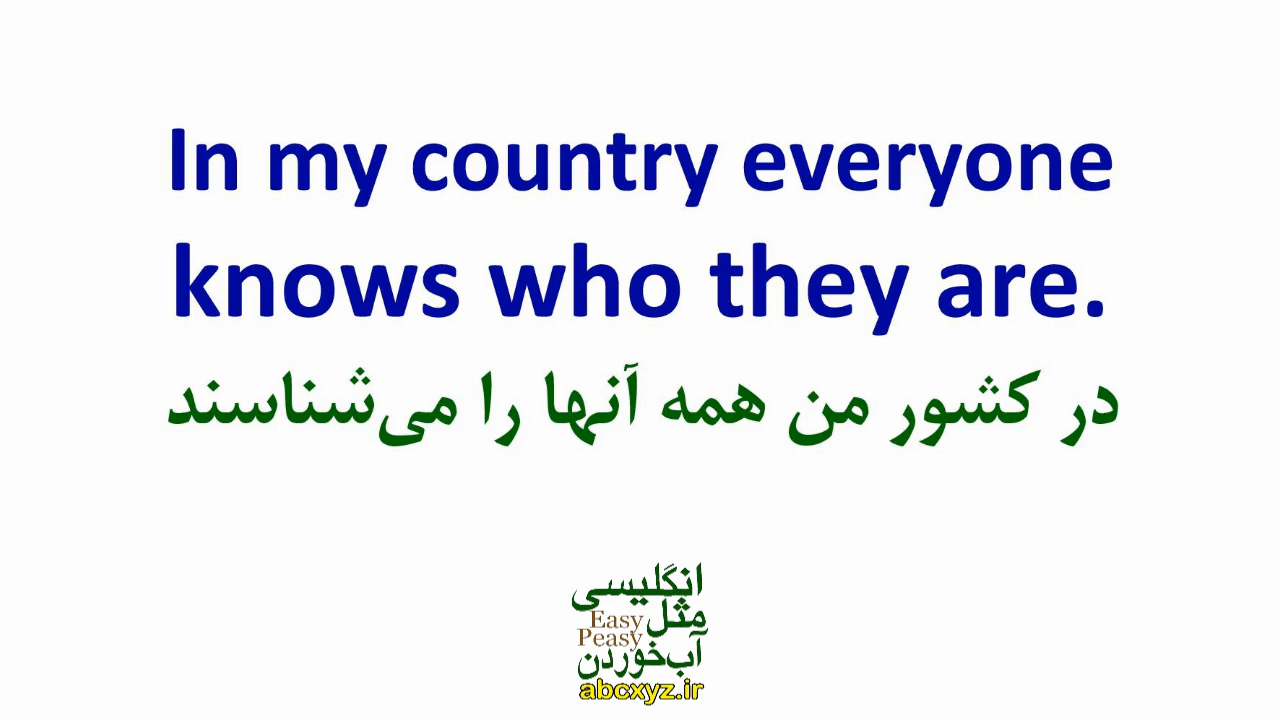 In my country everyone
knows who they are.
در کشور من همه آنها را می‌شناسند
انگلیسی
مثل
Easy
Peasy
آب‌خوردن
abcxyz.ir